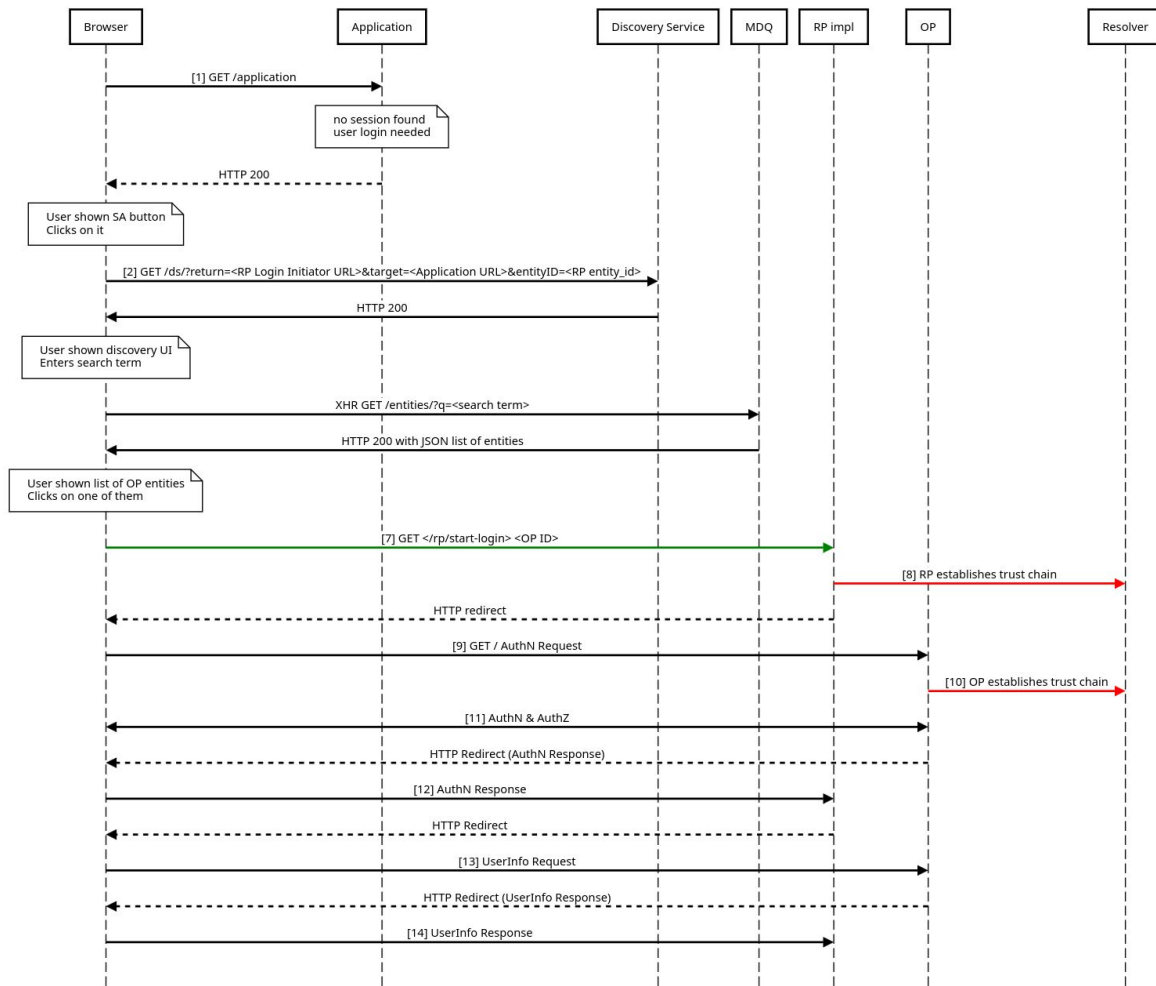 Browser
Application
Discovery Service
MDQ
RP impl
OP
Resolver
[1] GET /application
no session found
user login needed
HTTP 200
User shown SA button
Clicks on it
[2] GET /ds/?return=<RP Login Initiator URL>&target=<Application URL>&entityID=<RP entity_id>
HTTP 200
User shown discovery UI
Enters search term
XHR GET /entities/?q=<search term>
HTTP 200 with JSON list of entities
User shown list of OP entities
Clicks on one of them
[7] GET </rp/start-login> <OP ID>
[8] RP establishes trust chain
HTTP redirect
[9] GET / AuthN Request
[10] OP establishes trust chain
[11] AuthN & AuthZ
HTTP Redirect (AuthN Response)
[12] AuthN Response
HTTP Redirect
[13] UserInfo Request
HTTP Redirect (UserInfo Response)
[14] UserInfo Response